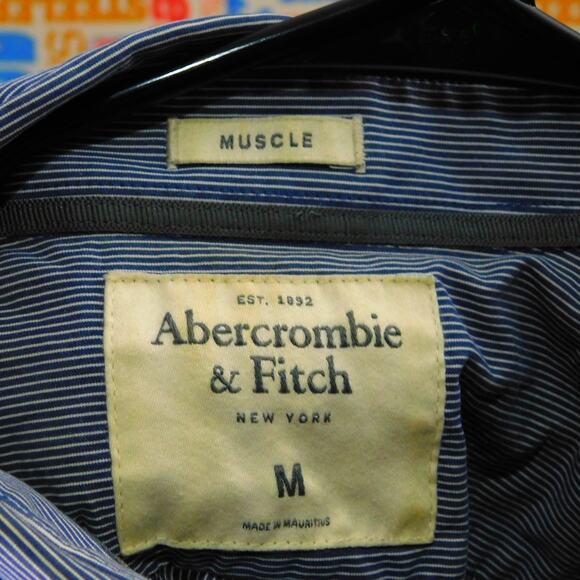 MUSCLE
EST. 1892
Abercrombie
& Fitch
NEW YORK
M
MADE IN MAURITIUS